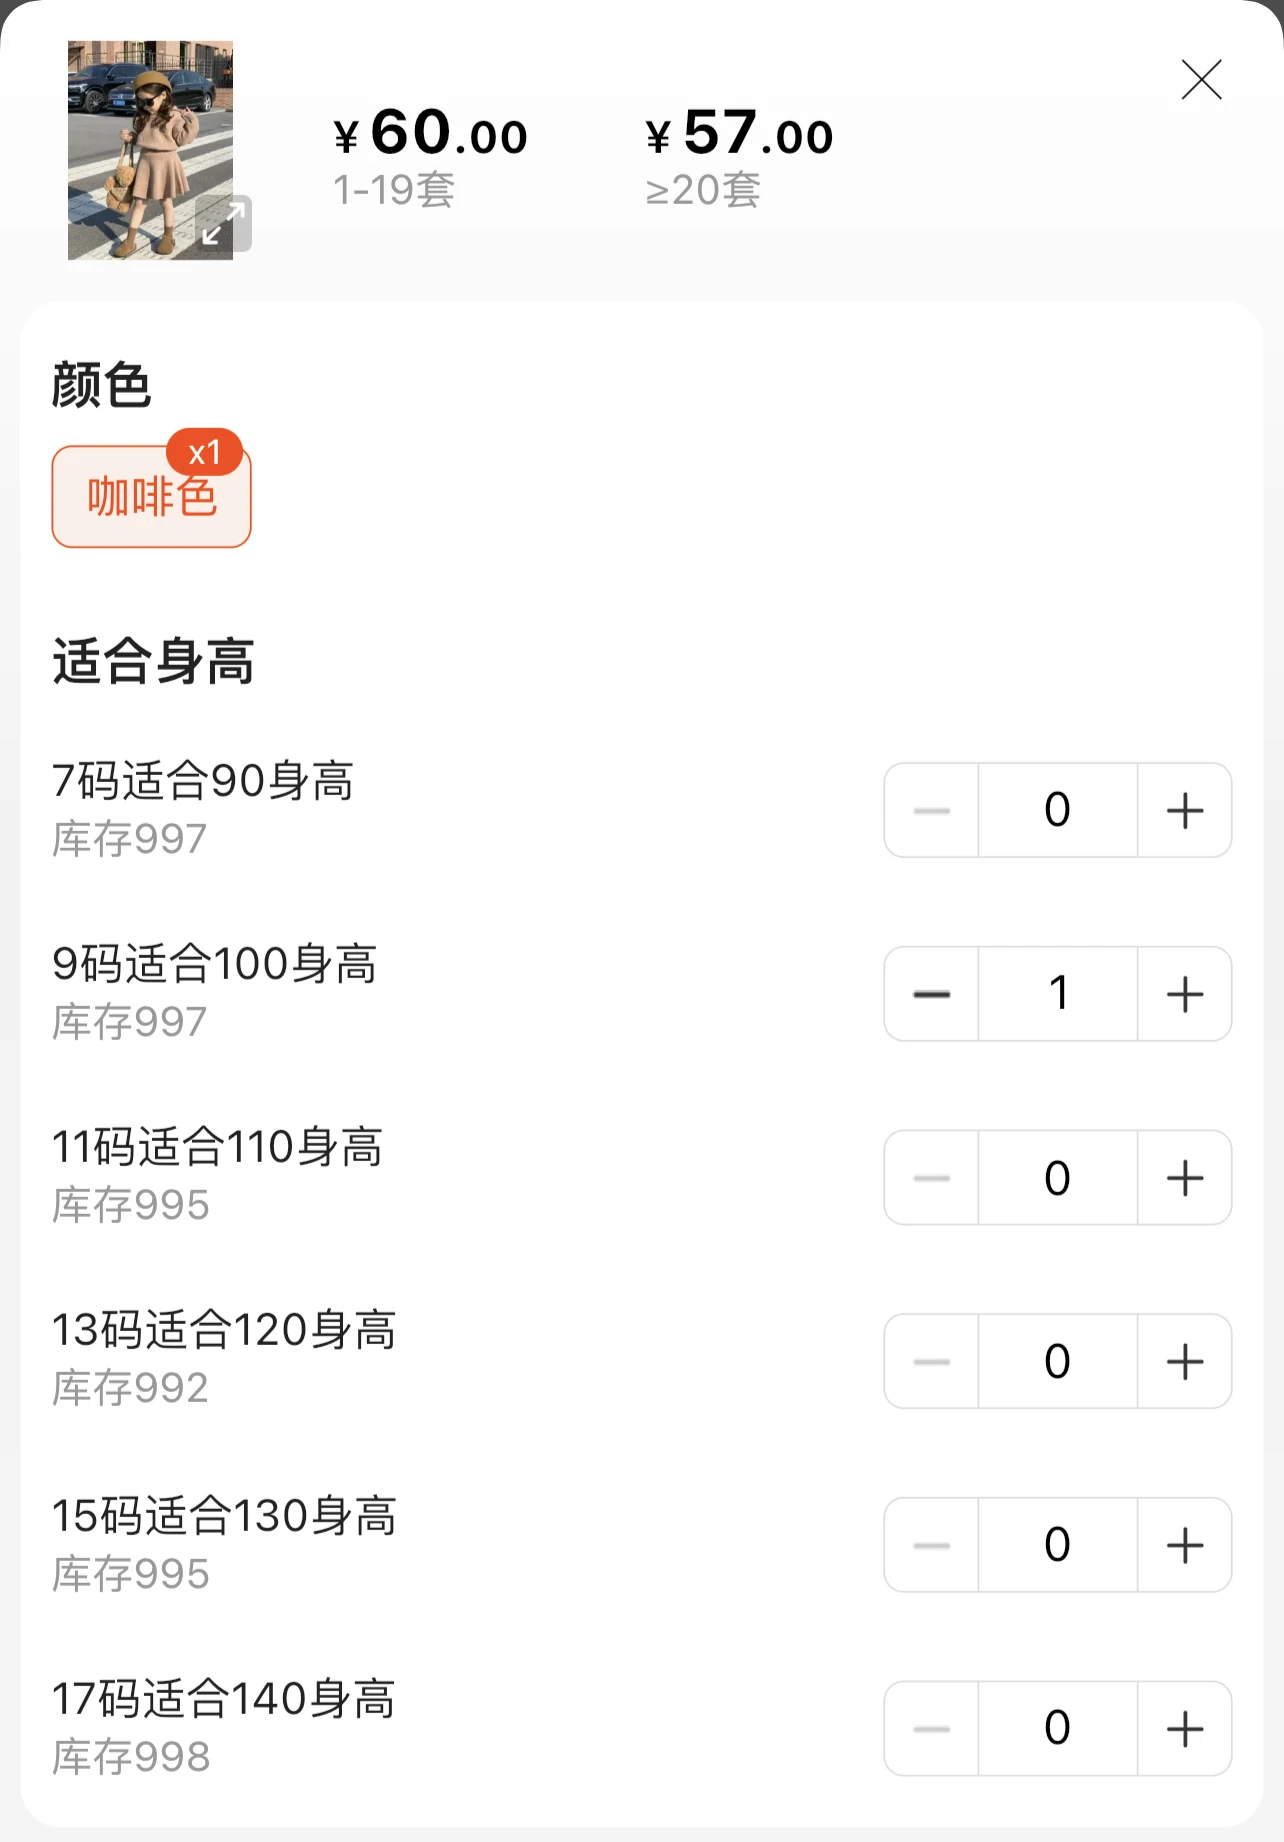 ¥60.00 ¥57.00
1-19套 ≥20套
颜色
x1
咖啡色
适合身高
7码适合90身高
库存997
0
9码适合100身高
库存997
1
11码适合110身高
库存995
0
13码适合120身高
库存992
0
15码适合130身高
库存995
0
17码适合140身高
库存998
0